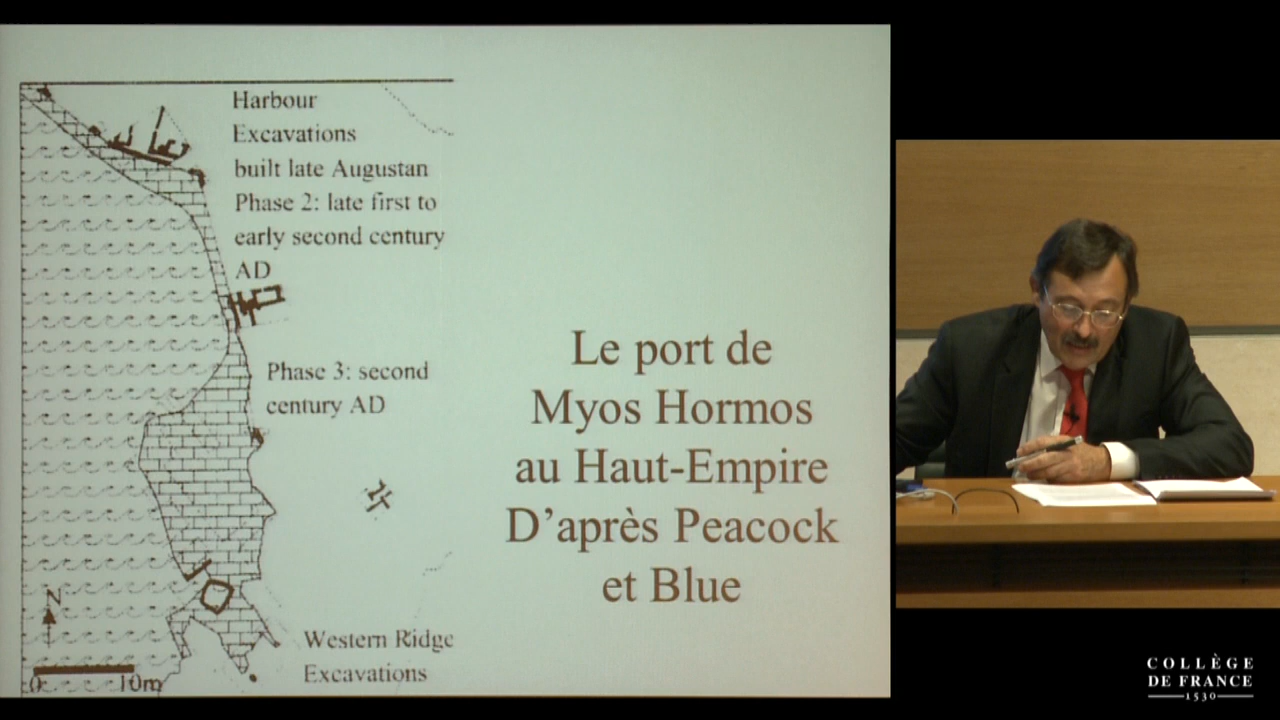 Harbour
Excavations
built late Augustan
Phase 2: late first to
early second century
AD
Phase 3: second
century AD
N
0 10m
Western Ridge
Excavations
Le port de
Myos Hormos
au Haut-Empire
D'après Peacock
et Blue
COLLÈGE
DE FRANCE
1530